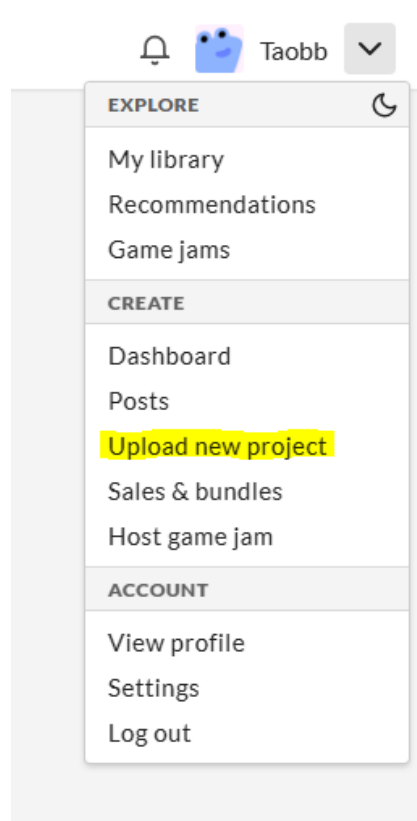 Taobb
EXPLORE
My library
Recommendations
Game jams
CREATE
Dashboard
Posts
Upload new project
Sales & bundles
Host game jam
ACCOUNT
View profile
Settings
Log out